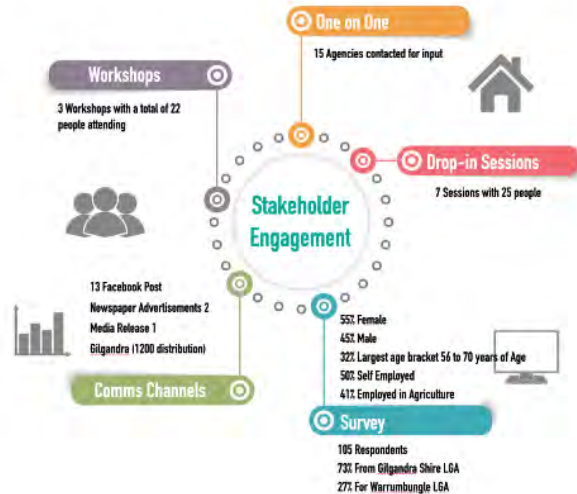 One on One
15 Agencies contacted for input
Workshops
3 Workshops with a total of 22
people attending
Drop-in Sessions
7 Sessions with 25 people
Stakeholder
Engagement
13 Facebook Post
Newspaper Advertisements 2
Media Release 1
Gilgandra (1200 distribution)
Comms Channels
55% Female
45% Male
32% Largest age bracket 56 to 70 years of Age
50% Self Employed
41% Employed in Agriculture
Survey
105 Respondents
73% From Gilgandra Shire LGA
27% For Warrumbungle LGA